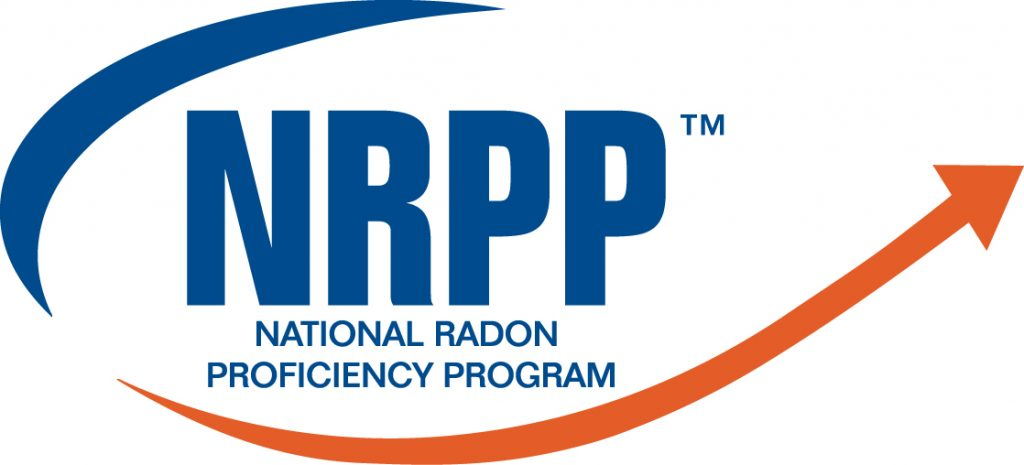 NRPP™
NATIONAL RADON
PROFICIENCY PROGRAM